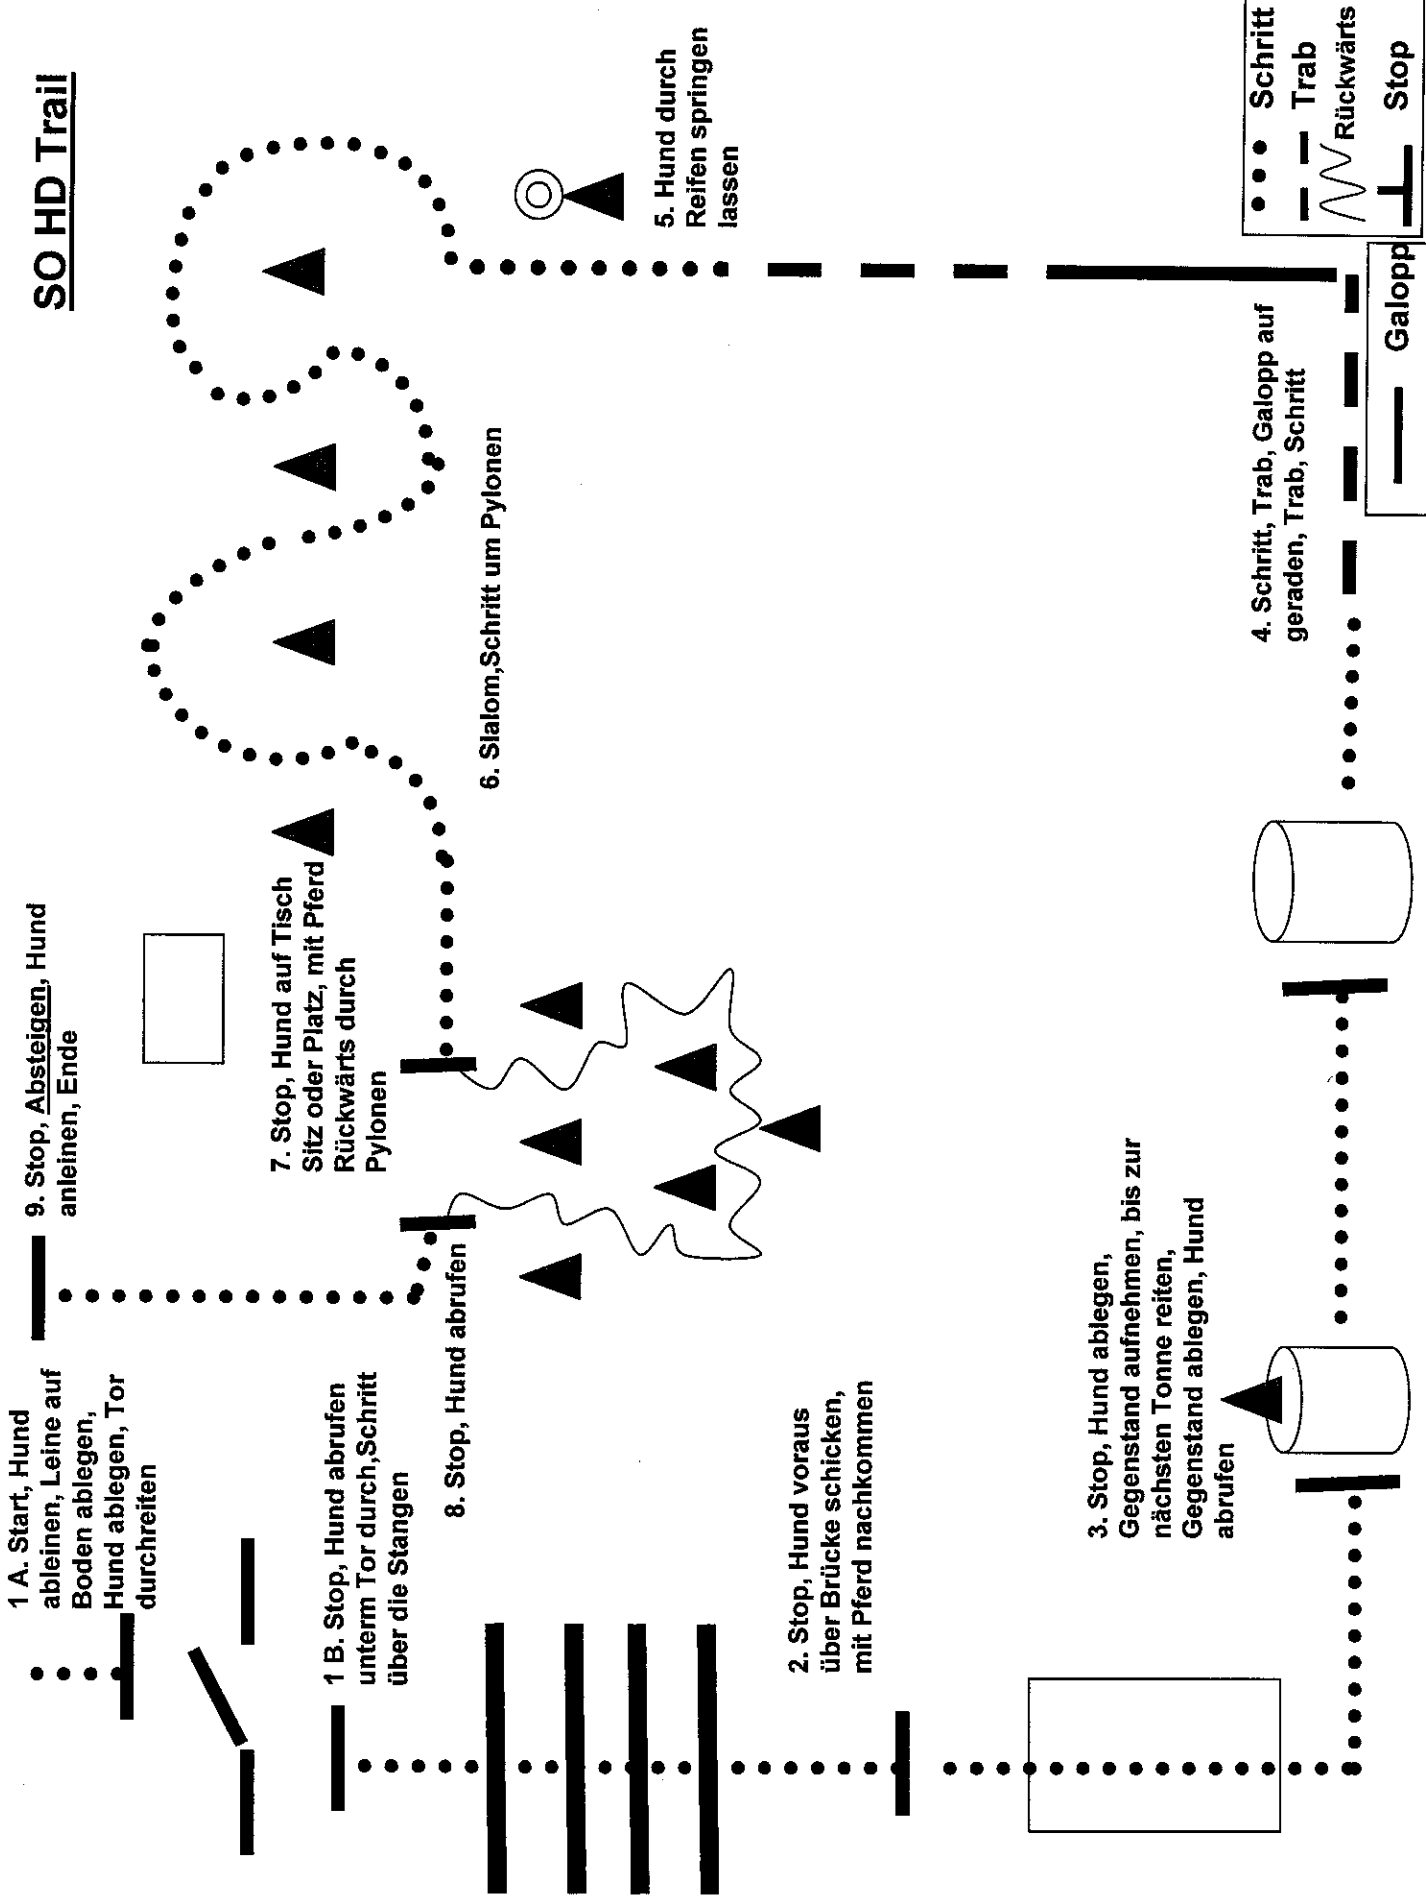 SO HD Trail
1 A. Start, Hund
ableinen, Leine auf
Boden ablegen,
Hund ablegen, Tor
durchreiten
1 B. Stop, Hund abrufen
unterm Tor durch,Schritt
über die Stangen
2. Stop, Hund voraus
über Brücke schicken,
mit Pferd nachkommen
3. Stop, Hund ablegen,
Gegenstand aufnehmen, bis zur
nächsten Tonne reiten,
Gegenstand ablegen, Hund
abrufen
4. Schritt, Trab, Galopp auf
geraden, Trab, Schritt
5. Hund durch
Reifen springen
lassen
6. Slalom,Schritt um Pylonen
7. Stop, Hund auf Tisch
Sitz oder Platz, mit Pferd
Rückwärts durch
Pylonen
8. Stop, Hund abrufen
9. Stop, Absteigen, Hund
anleinen, Ende
Schritt
Trab
Rückwärts
Stop
Galopp